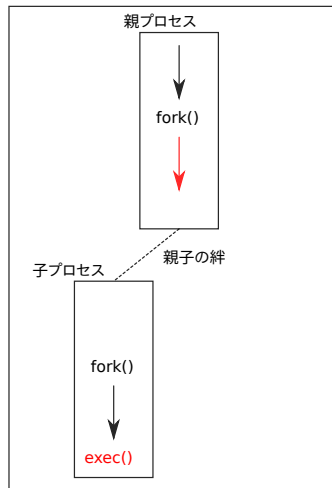 親プロセス
fork()
親子の絆
子プロセス
fork()
exec()